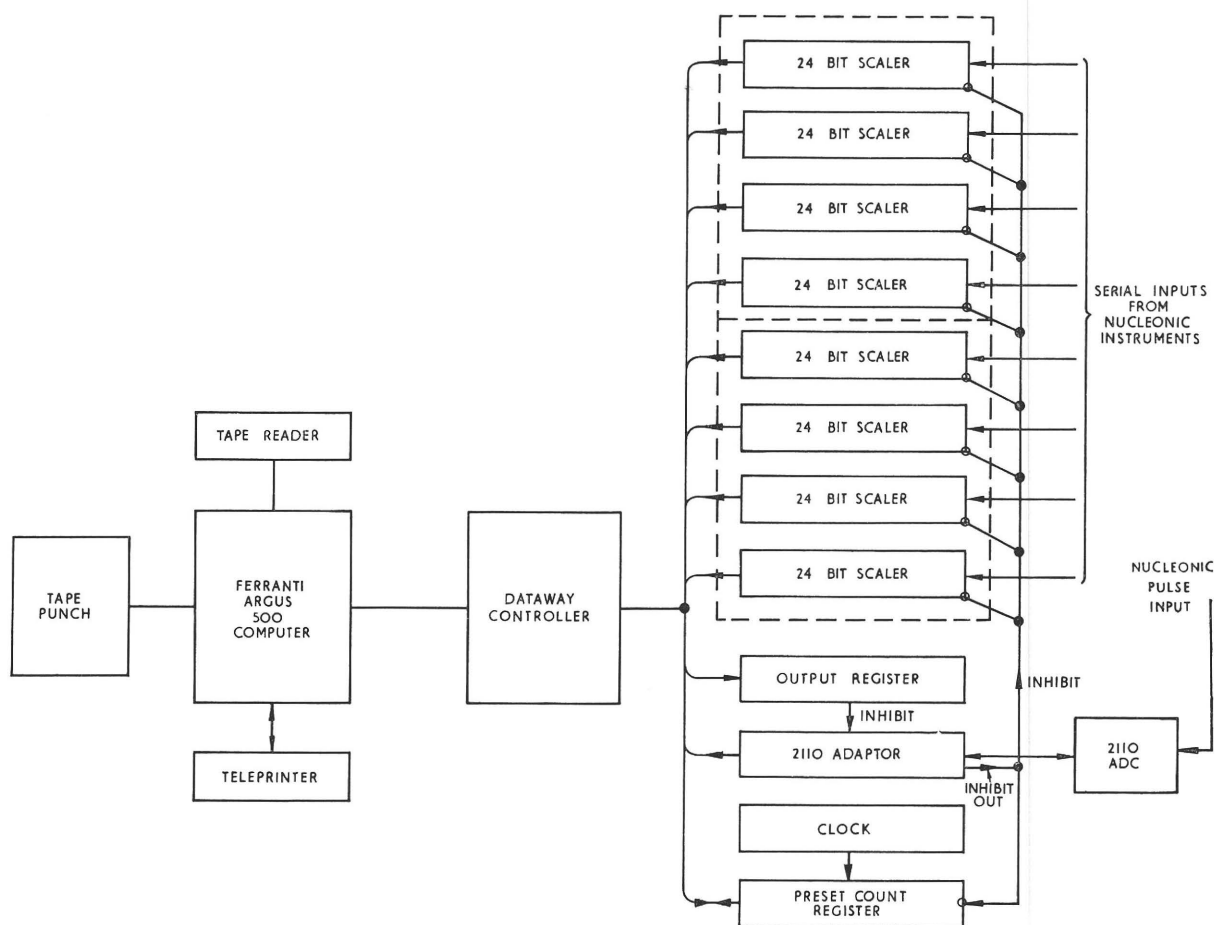 24 BIT SCALER
24 BIT SCALER
24 BIT SCALER
24 BIT SCALER
SERIAL INPUTS
FROM
NUCLEONIC
INSTRUMENTS
24 BIT SCALER
24 BIT SCALER
24 BIT SCALER
24 BIT SCALER
TAPE READER
TAPE
PUNCH
FERRANTI
ARGUS
500
COMPUTER
DATAWAY
CONTROLLER
TELEPRINTER
NUCLEONIC
PULSE
INPUT
OUTPUT REGISTER
INHIBIT
INHIBIT
2110 ADAPTOR
INHIBIT
OUT
2110
ADC
CLOCK
PRESET COUNT
REGISTER